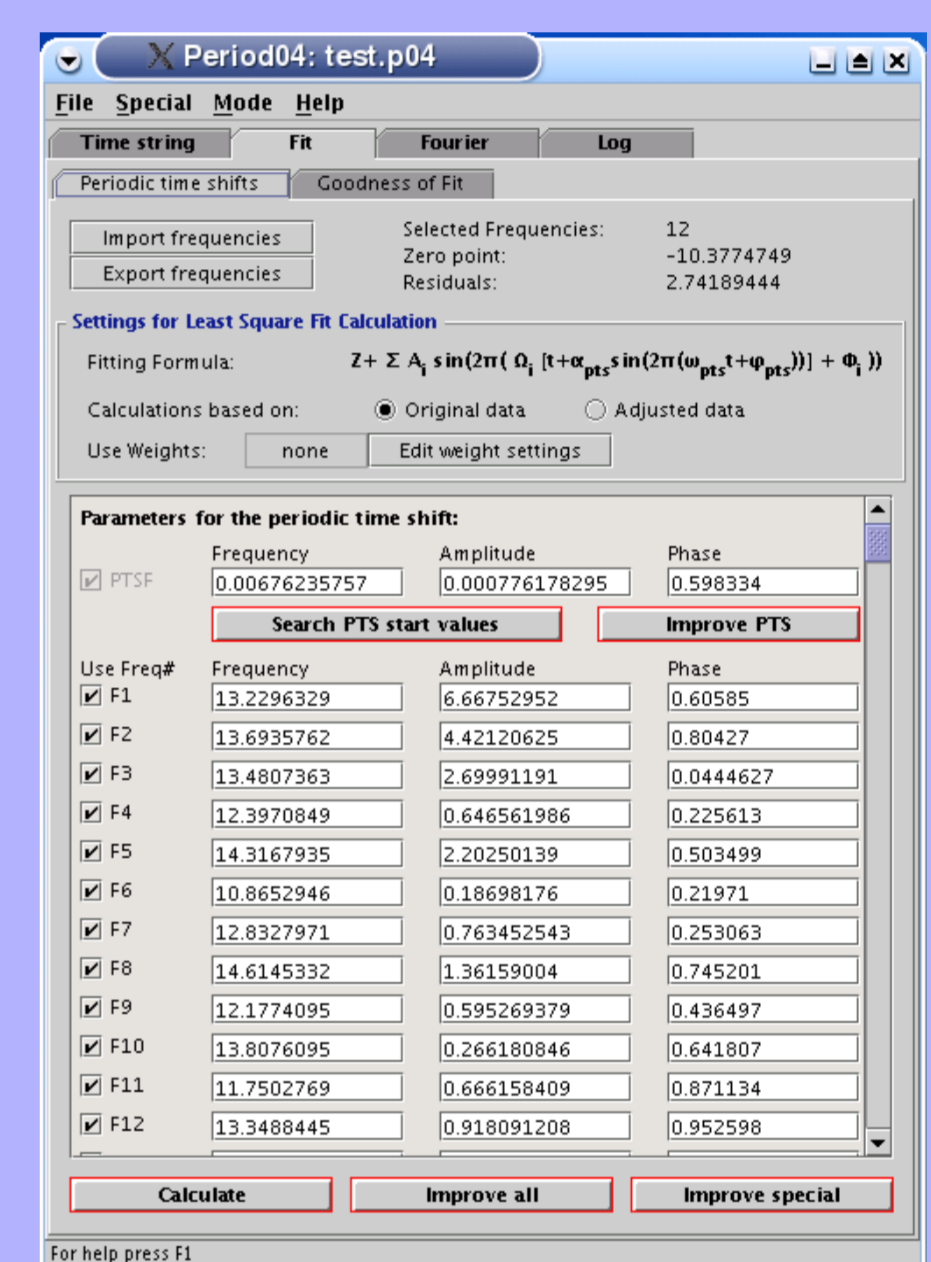 Period04: test.p04
File Special Mode Help
Time string Fit Fourier Log
Periodic time shifts Goodness of Fit
Import frequencies Selected Frequencies: 12
Zero point: -10.3774749
Export frequencies
Residuals: 2.74189444
Settings for Least Square Fit Calculation
Fitting Formula: Z+ Σ A_i sin(2π( Ω_i [t+α_pts sin(2π(ω_pts t+φ_pts))] + Φ_i ))
Calculations based on: Original data Adjusted data
Use Weights: none Edit weight settings
Parameters for the periodic time shift:
Frequency Amplitude Phase
PTSF 0.00676235757 0.000776178295 0.598334
Search PTS start values Improve PTS
Use Freq# Frequency Amplitude Phase
F1 13.2296329 6.66752952 0.60585
F2 13.6935762 4.42120625 0.80427
F3 13.4807363 2.69991191 0.0444627
F4 12.3970849 0.646561986 0.225613
F5 14.3167935 2.20250139 0.503499
F6 10.8652946 0.18698176 0.21971
F7 12.8327971 0.763452543 0.253063
F8 14.6145332 1.36159004 0.745201
F9 12.1774095 0.595269379 0.436497
F10 13.8076095 0.266180846 0.641807
F11 11.7502769 0.666158409 0.871134
F12 13.3488445 0.918091208 0.952598
Calculate Improve all Improve special
For help press F1